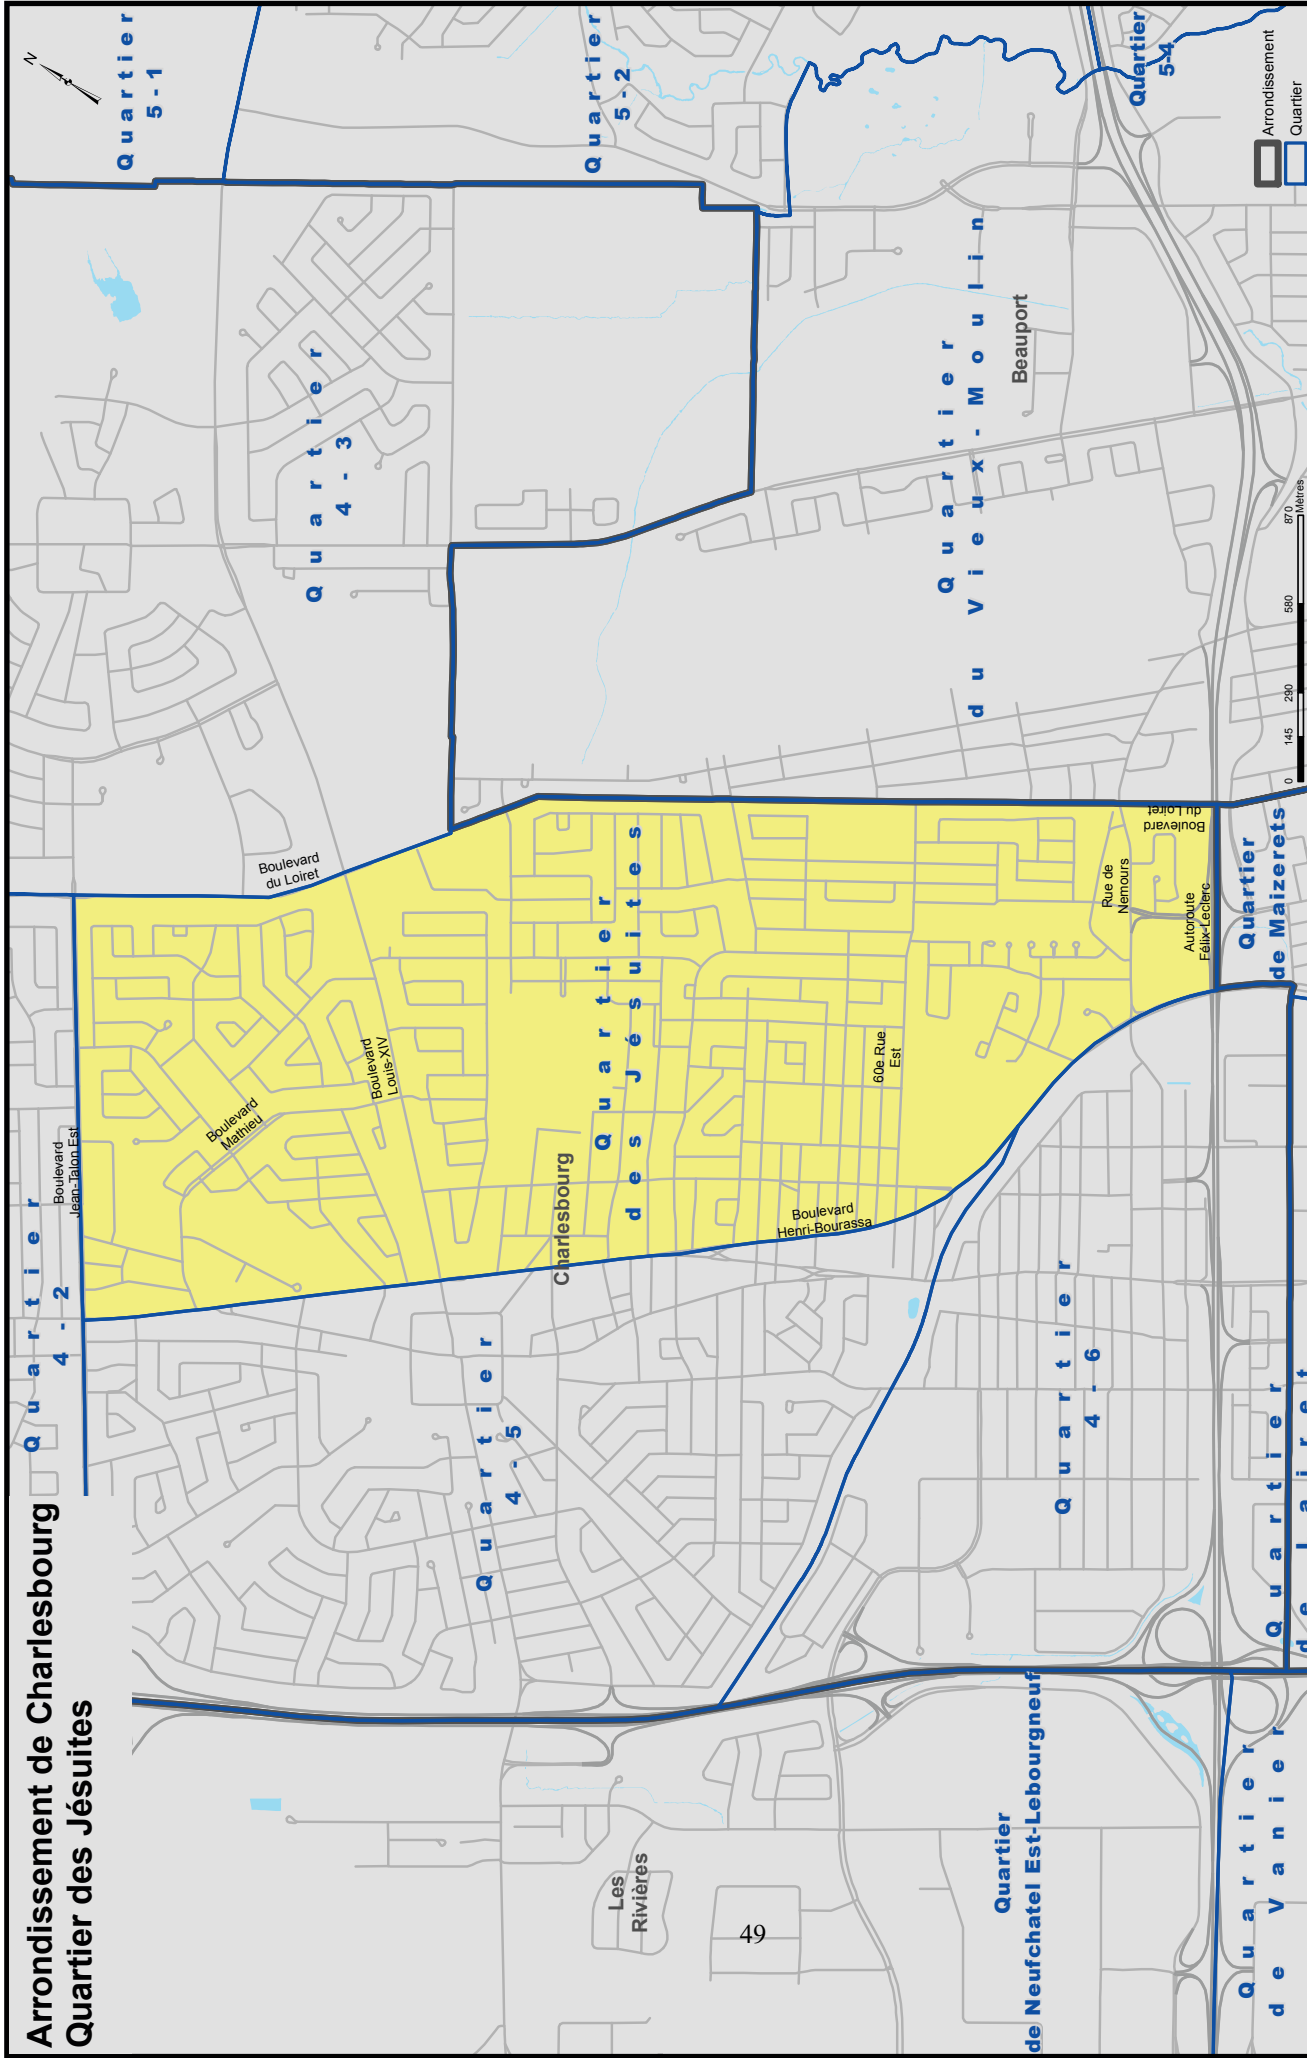 Arrondissement de Charlesbourg
Quartier des Jésuites
N
Quartier
5-1
Quartier
5-2
Quartier
5-4
Arrondissement
Quartier
Quartier
4-2
Boulevard
Jean-Talon Est
Boulevard
du Loiret
Quartier
4-3
Boulevard
Mathieu
Boulevard
Louis-XIV
Quartier
4-5
Charlesbourg
Quartier
des Jésuites
Boulevard
Henri-Bourassa
60e Rue
Est
Quartier
du Vieux-Moulin
Beauport
Rue de
Nemours
Boulevard
du Loiret
Autoroute
Félix-Leclerc
Quartier
de Maizerets
Quartier
4-6
Quartier
de Lairet
Les
Rivières
49
Quartier
de Neufchatel Est-Lebourgneuf
Quartier
de Vanier
0 145 290 580 870
Mètres